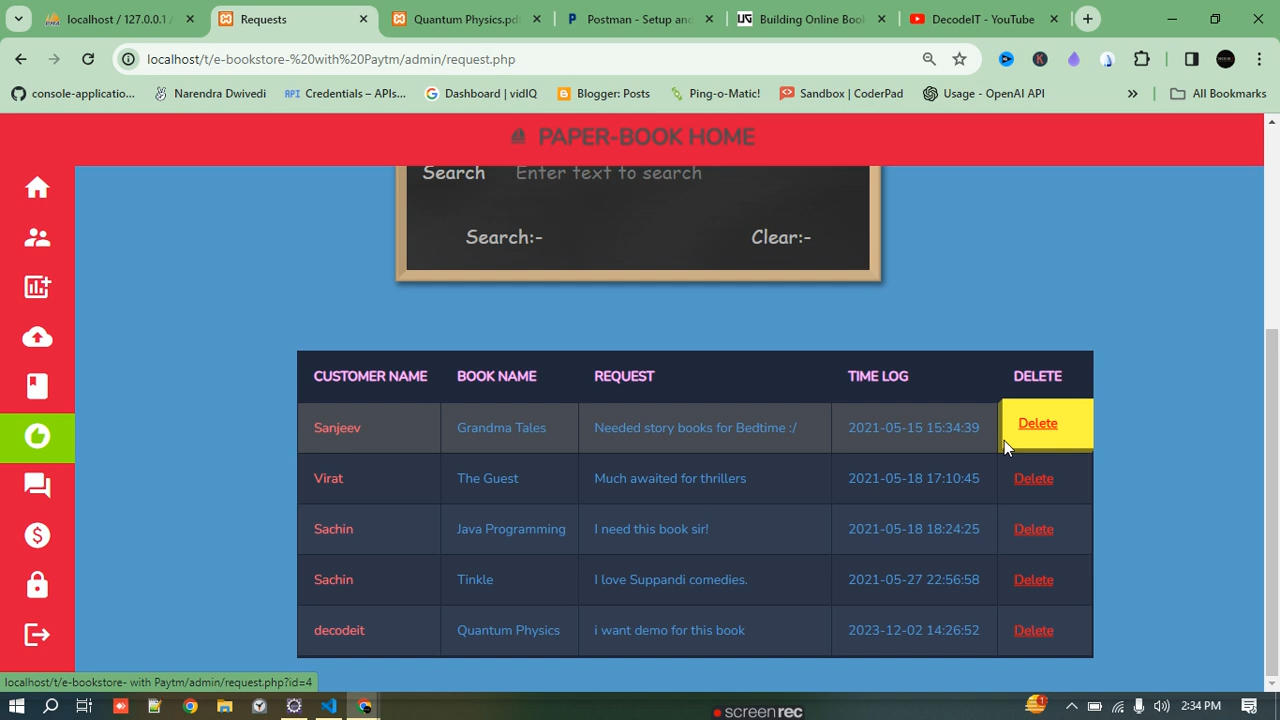 localhost / 127.0.0.1 /
Requests
Quantum Physics.pd
Postman - Setup an
Building Online Boo
DecodeIT - YouTube
localhost/t/e-bookstore-%20with%20Paytm/admin/request.php
console-applicatio...
Narendra Dwivedi
API Credentials – APIs...
Dashboard | vidIQ
Blogger: Posts
Ping-o-Matic!
Sandbox | CoderPad
Usage - OpenAI API
All Bookmarks
PAPER-BOOK HOME
Search Enter text to search
Search:- Clear:-
CUSTOMER NAME BOOK NAME REQUEST TIME LOG DELETE
Sanjeev Grandma Tales Needed story books for Bedtime :/ 2021-05-15 15:34:39 Delete
Virat The Guest Much awaited for thrillers 2021-05-18 17:10:45 Delete
Sachin Java Programming I need this book sir! 2021-05-18 18:24:25 Delete
Sachin Tinkle I love Suppandi comedies. 2021-05-27 22:56:58 Delete
decodeit Quantum Physics i want demo for this book 2023-12-02 14:26:52 Delete
localhost/t/e-bookstore- with Paytm/admin/request.php?id=4
1
2:34 PM
screenrec